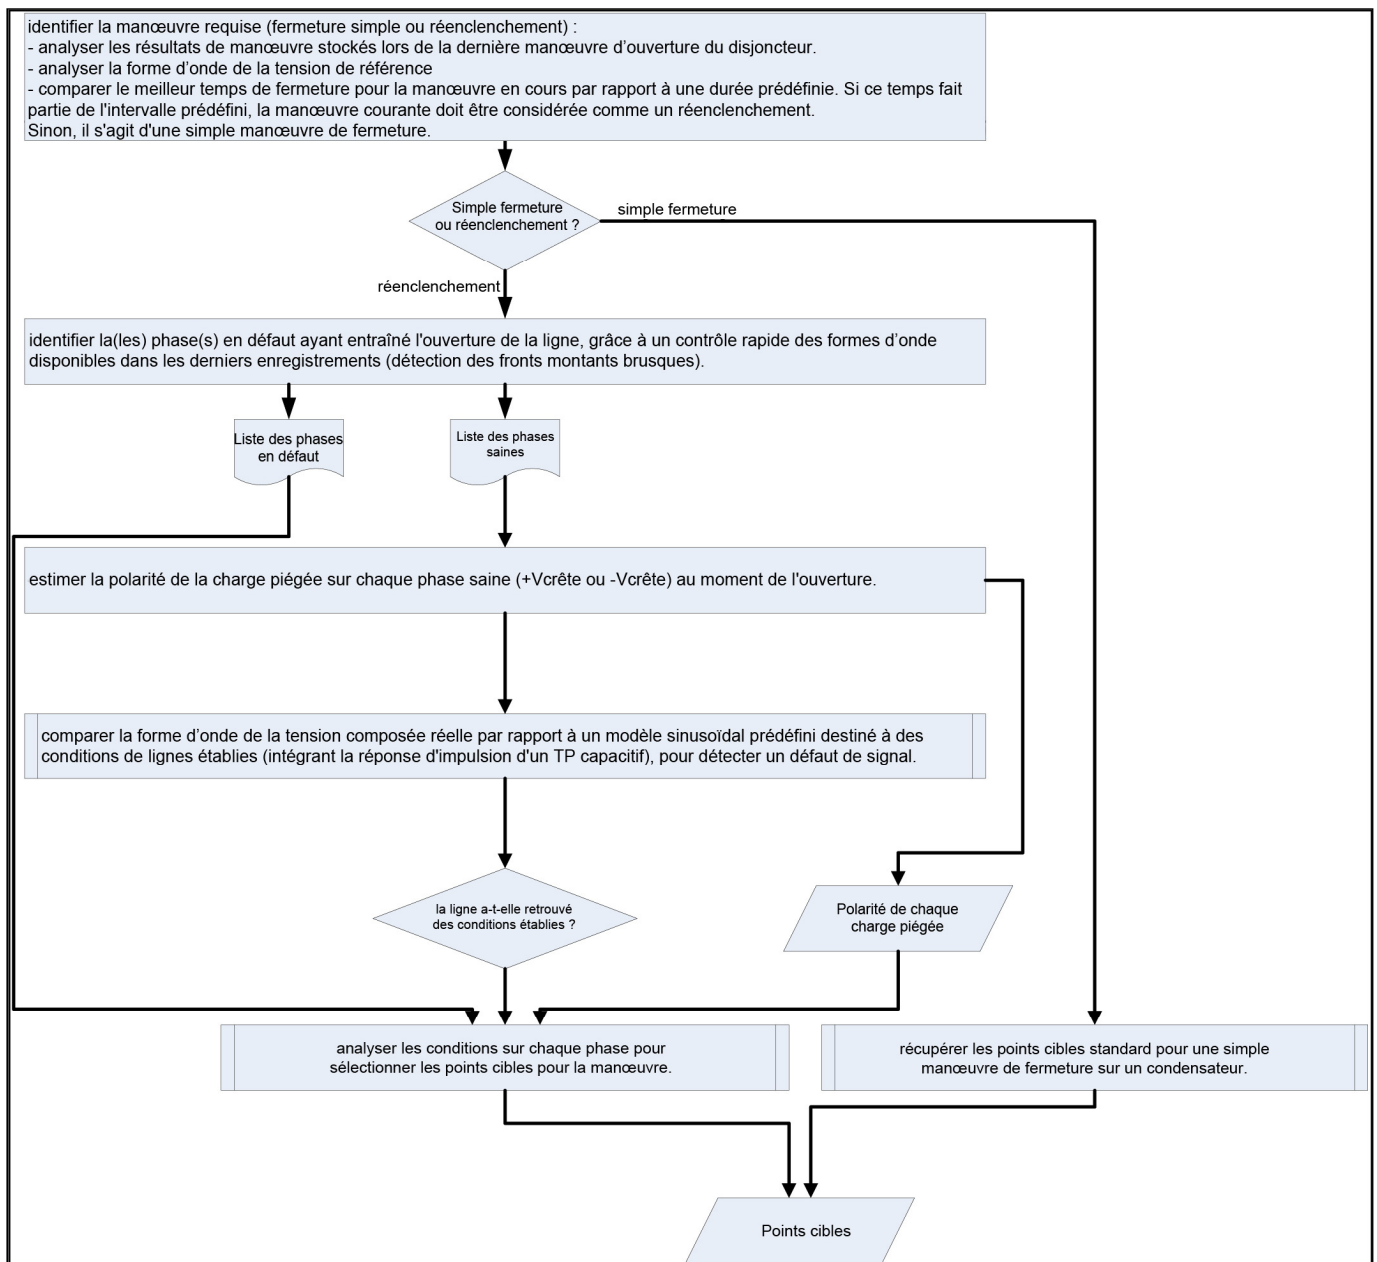 identifier la manœuvre requise (fermeture simple ou réenclenchement) :
- analyser les résultats de manœuvre stockés lors de la dernière manœuvre d’ouverture du disjoncteur.
- analyser la forme d’onde de la tension de référence
- comparer le meilleur temps de fermeture pour la manœuvre en cours par rapport à une durée prédéfinie. Si ce temps fait
partie de l'intervalle prédéfini, la manœuvre courante doit être considérée comme un réenclenchement.
Sinon, il s'agit d'une simple manœuvre de fermeture.
Simple fermeture
ou réenclenchement ?
simple fermeture
réenclenchement
identifier la(les) phase(s) en défaut ayant entraîné l'ouverture de la ligne, grâce à un contrôle rapide des formes d’onde
disponibles dans les derniers enregistrements (détection des fronts montants brusques).
Liste des phases
en défaut
Liste des phases
saines
estimer la polarité de la charge piégée sur chaque phase saine (+Vcrête ou -Vcrête) au moment de l'ouverture.
comparer la forme d’onde de la tension composée réelle par rapport à un modèle sinusoïdal prédéfini destiné à des
conditions de lignes établies (intégrant la réponse d'impulsion d'un TP capacitif), pour détecter un défaut de signal.
la ligne a-t-elle retrouvé
des conditions établies ?
Polarité de chaque
charge piégée
analyser les conditions sur chaque phase pour
sélectionner les points cibles pour la manœuvre.
récupérer les points cibles standard pour une simple
manœuvre de fermeture sur un condensateur.
Points cibles